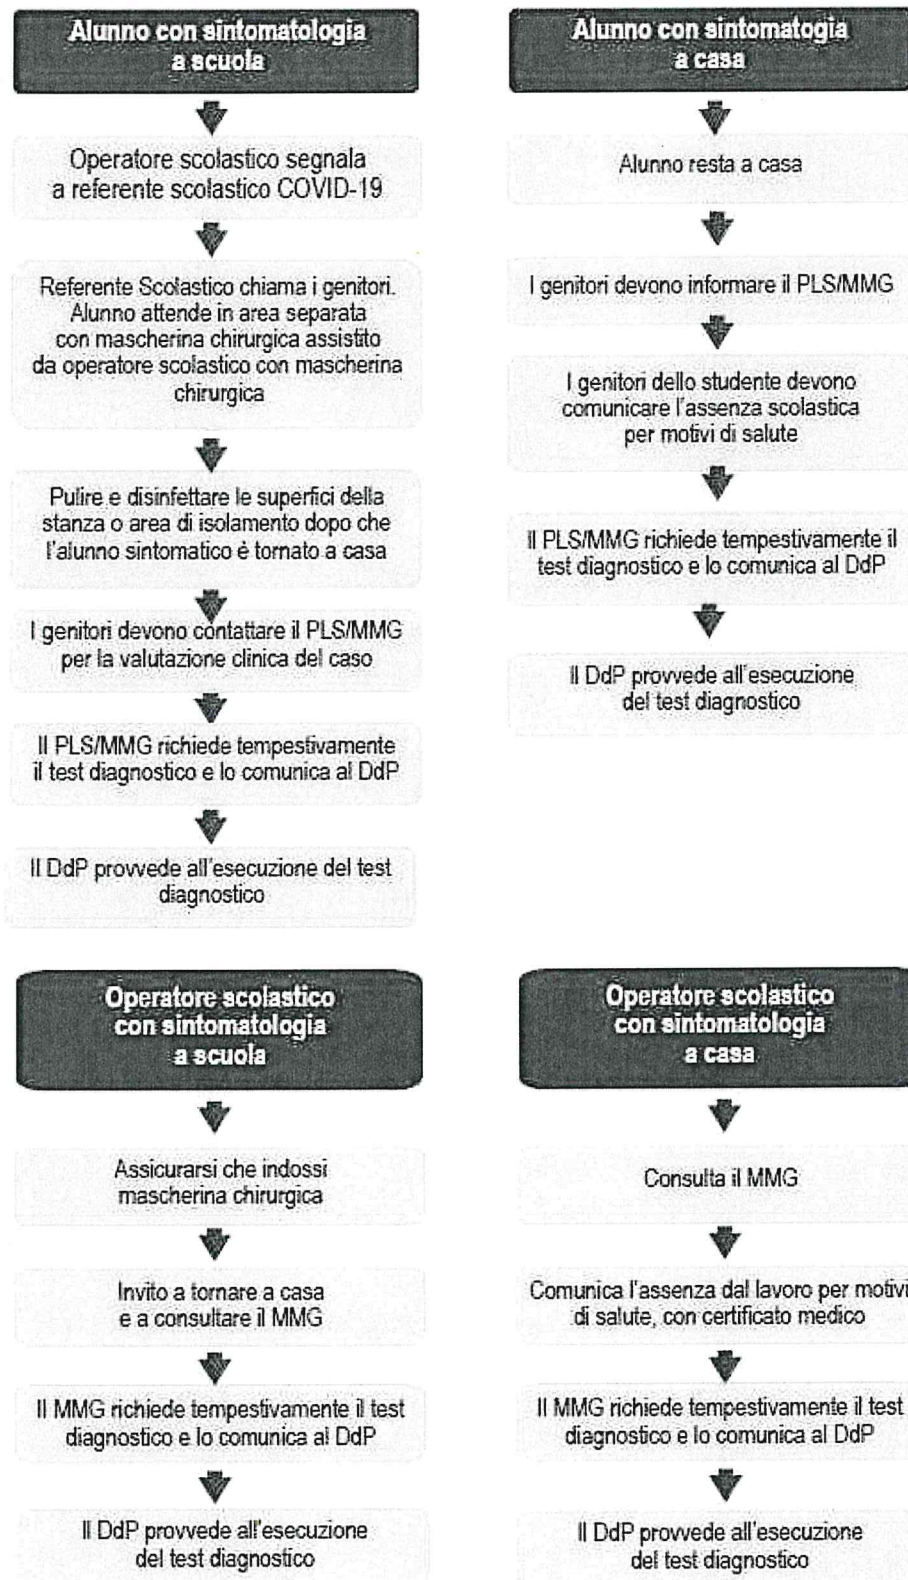 Alunno con sintomatologia
a scuola
Operatore scolastico segnala
a referente scolastico COVID-19
Referente Scolastico chiama i genitori.
Alunno attende in area separata
con mascherina chirurgica assistito
da operatore scolastico con mascherina
chirurgica
Pulire e disinfettare le superfici della
stanza o area di isolamento dopo che
l'alunno sintomatico è tornato a casa
I genitori devono contattare il PLS/MMG
per la valutazione clinica del caso
Il PLS/MMG richiede tempestivamente
il test diagnostico e lo comunica al DdP
Il DdP provvede all'esecuzione del test
diagnostico
Alunno con sintomatogia
a casa
Alunno resta a casa
I genitori devono informare il PLS/MMG
I genitori dello studente devono
comunicare l'assenza scolastica
per motivi di salute
Il PLS/MMG richiede tempestivamente il
test diagnostico e lo comunica al DdP
Il DdP provvede all'esecuzione
del test diagnostico
Operatore scolastico
con sintomatologia
a scuola
Assicurarsi che indossi
mascherina chirurgica
Invito a tornare a casa
e a consultare il MMG
Il MMG richiede tempestivamente il test
diagnostico e lo comunica al DdP
Il DdP provvede all'esecuzione
del test diagnostico
Operatore scolastico
con sintomatologia
a casa
Consulta il MMG
Comunica l'assenza dal lavoro per motivi
di salute, con certificato medico
Il MMG richiede tempestivamente il test
diagnostico e lo comunica al DdP
Il DdP provvede all'esecuzione
del test diagnostico